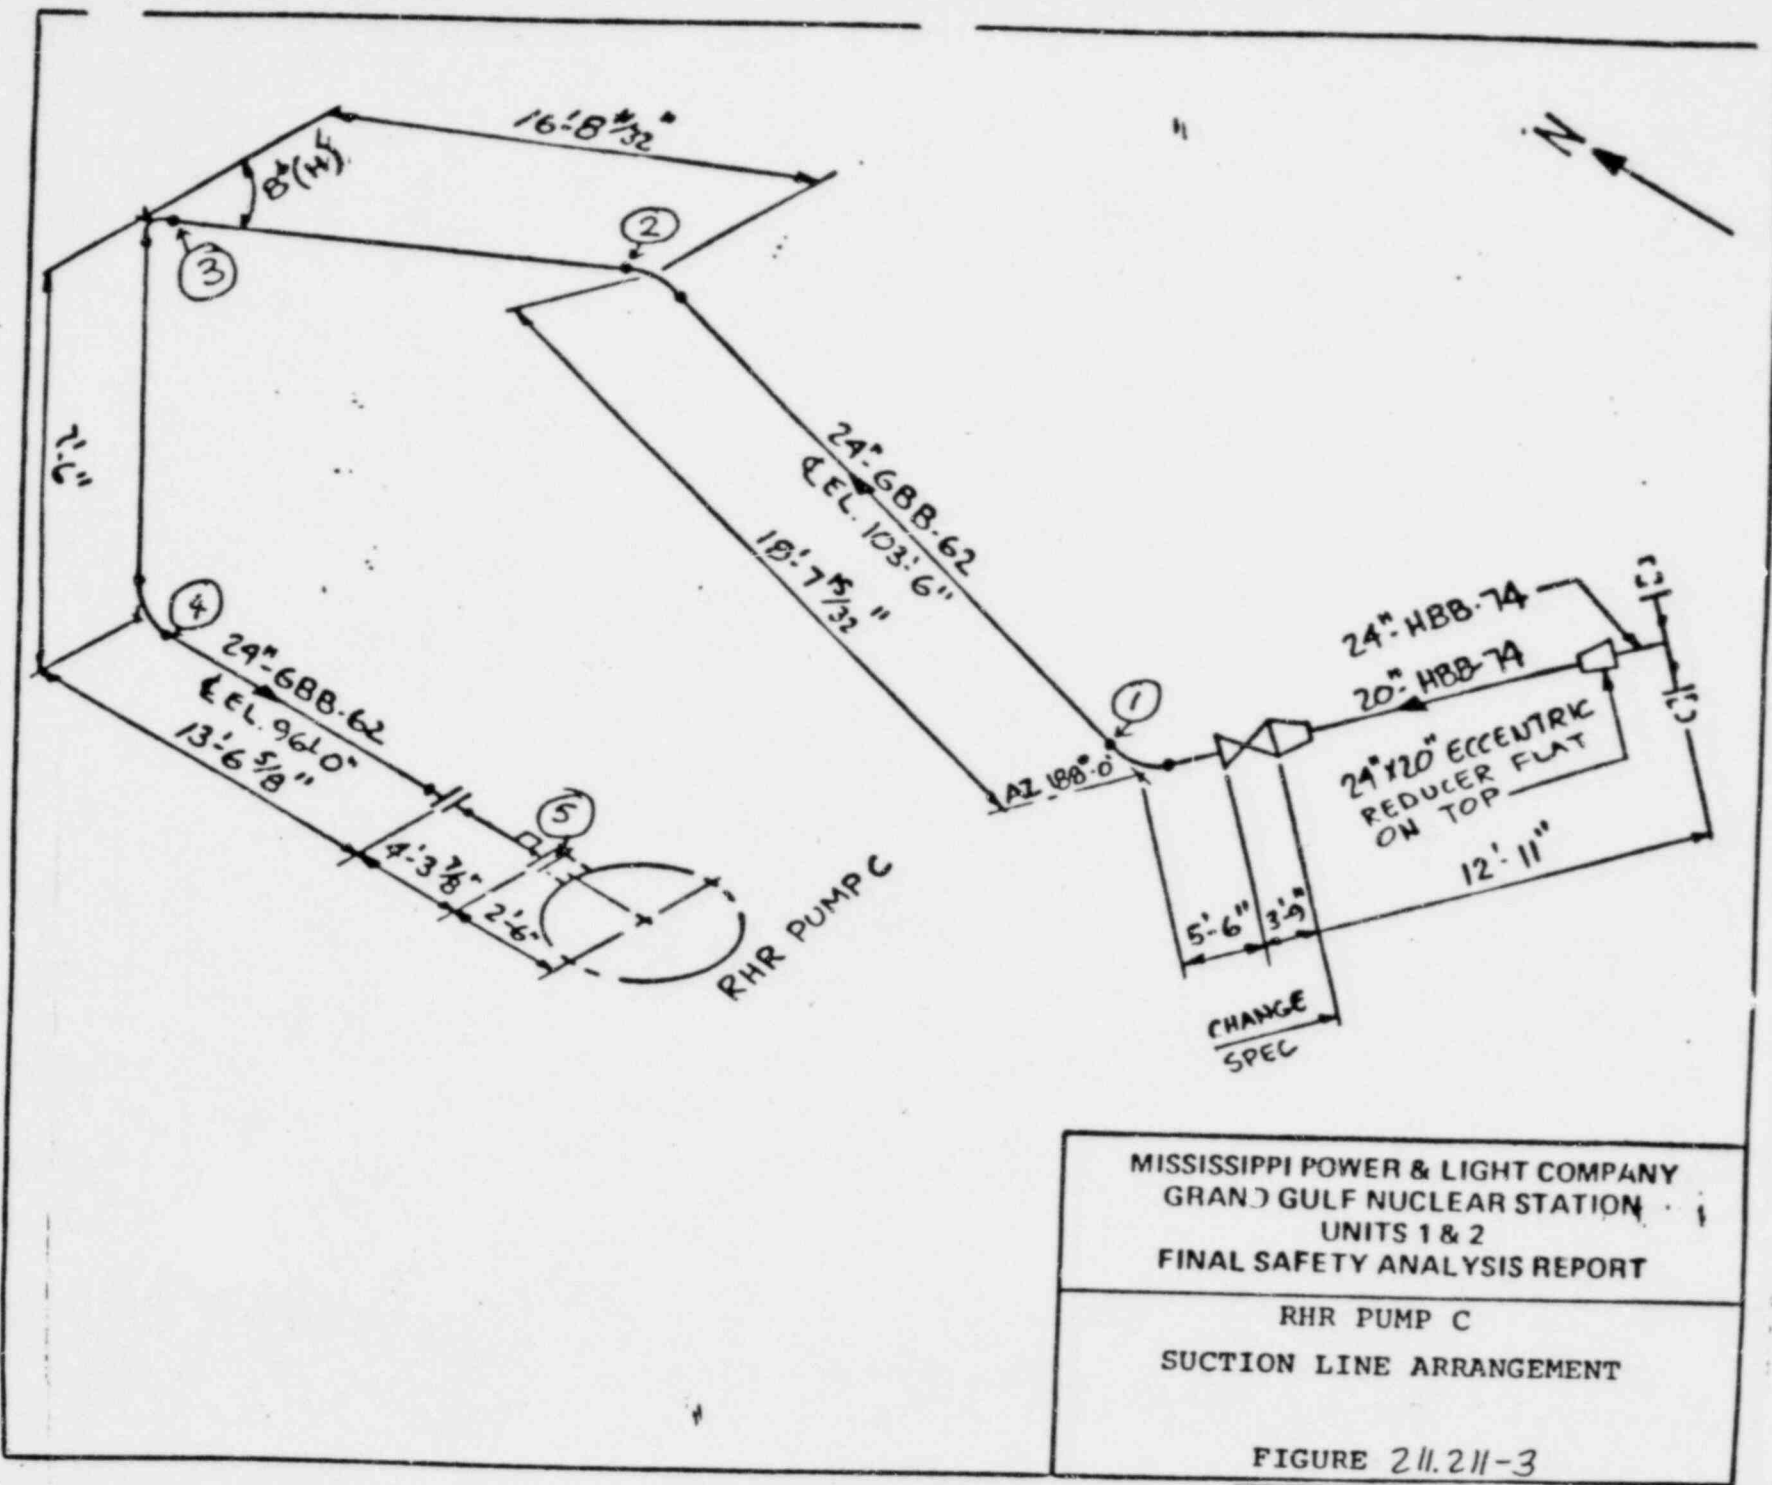 16'-8 11/32"
8°(H)
N
2
3
7'-6"
24"-GBB-62
℄ EL. 103'-6"
18'-7 15/32"
4
24"-GBB-62
℄ EL. 96'-0"
13'-6 5/8"
1
AZ 188°-0'
24"-HBB-74
20"-HBB-74
24"X20" ECCENTRIC
REDUCER FLAT
ON TOP
12'-11"
5
4'-3 7/8"
2'-6"
RHR PUMP C
5'-6"
3'-9"
CHANGE
SPEC
MISSISSIPPI POWER & LIGHT COMPANY
GRAND GULF NUCLEAR STATION
UNITS 1 & 2
FINAL SAFETY ANALYSIS REPORT
RHR PUMP C
SUCTION LINE ARRANGEMENT
FIGURE 211.211-3